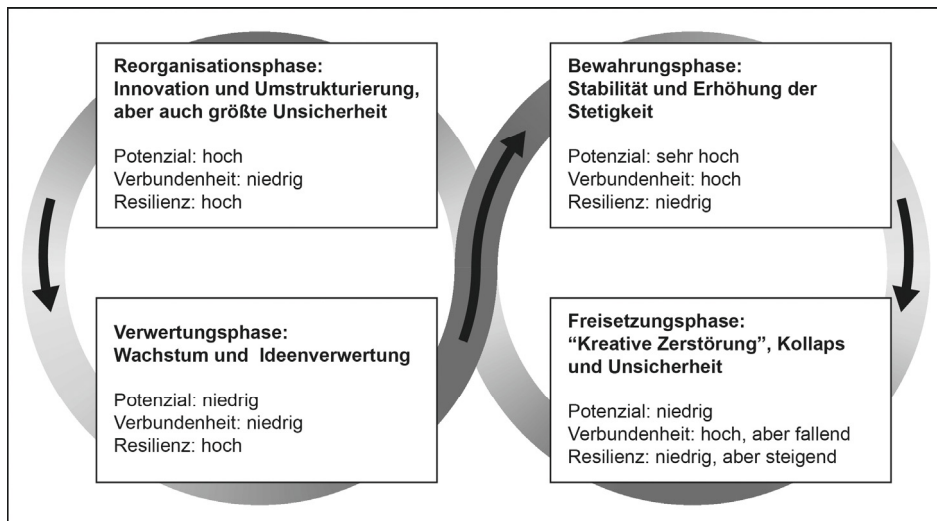 Reorganisationsphase:
Innovation und Umstrukturierung,
aber auch größte Unsicherheit
Potenzial: hoch
Verbundenheit: niedrig
Resilienz: hoch
Bewahrungsphase:
Stabilität und Erhöhung der
Stetigkeit
Potenzial: sehr hoch
Verbundenheit: hoch
Resilienz: niedrig
Verwertungsphase:
Wachstum und Ideenverwertung
Potenzial: niedrig
Verbundenheit: niedrig
Resilienz: hoch
Freisetzungsphase:
“Kreative Zerstörung”, Kollaps
und Unsicherheit
Potenzial: niedrig
Verbundenheit: hoch, aber fallend
Resilienz: niedrig, aber steigend